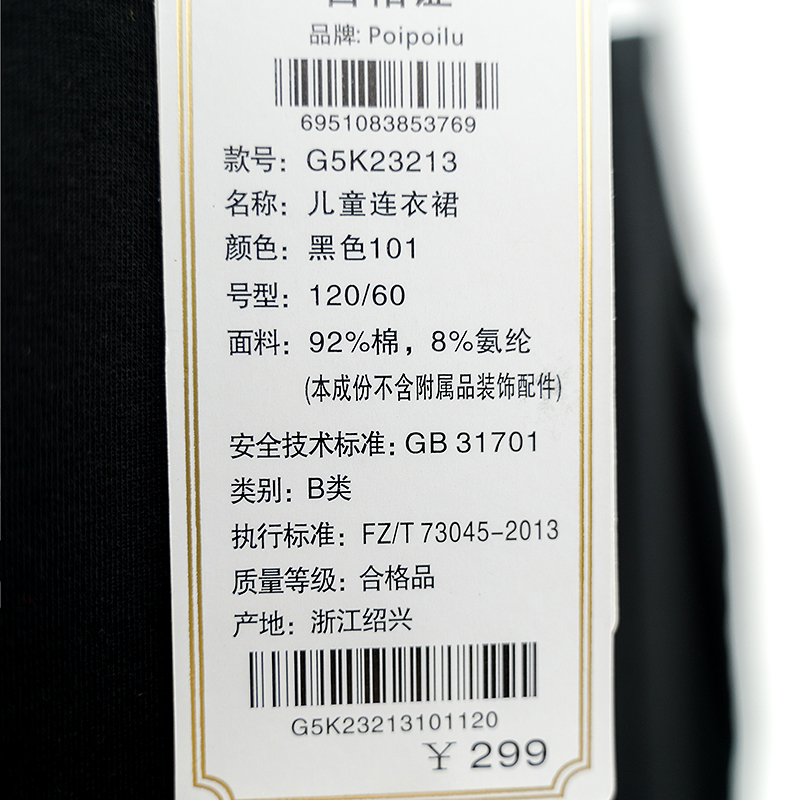 合格证
品牌: Poipoilu
6951083853769
款号: G5K23213
名称: 儿童连衣裙
颜色: 黑色101
号型: 120/60
面料: 92%棉，8%氨纶
(本成份不含附属品装饰配件)
安全技术标准: GB 31701
类别: B类
执行标准: FZ/T 73045-2013
质量等级: 合格品
产地: 浙江绍兴
G5K23213101120
¥ 299